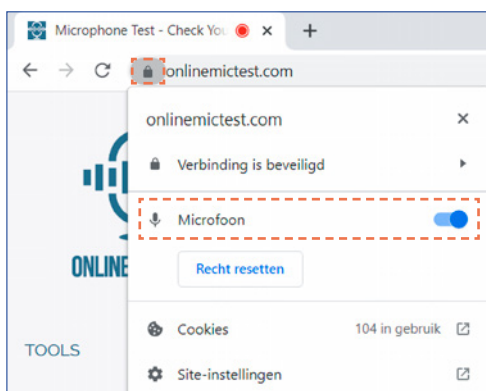 Microphone Test - Check You
onlinemictest.com
onlinemictest.com
Verbinding is beveiligd
Microfoon
Recht resetten
ONLINE
Cookies 104 in gebruik
TOOLS
Site-instellingen